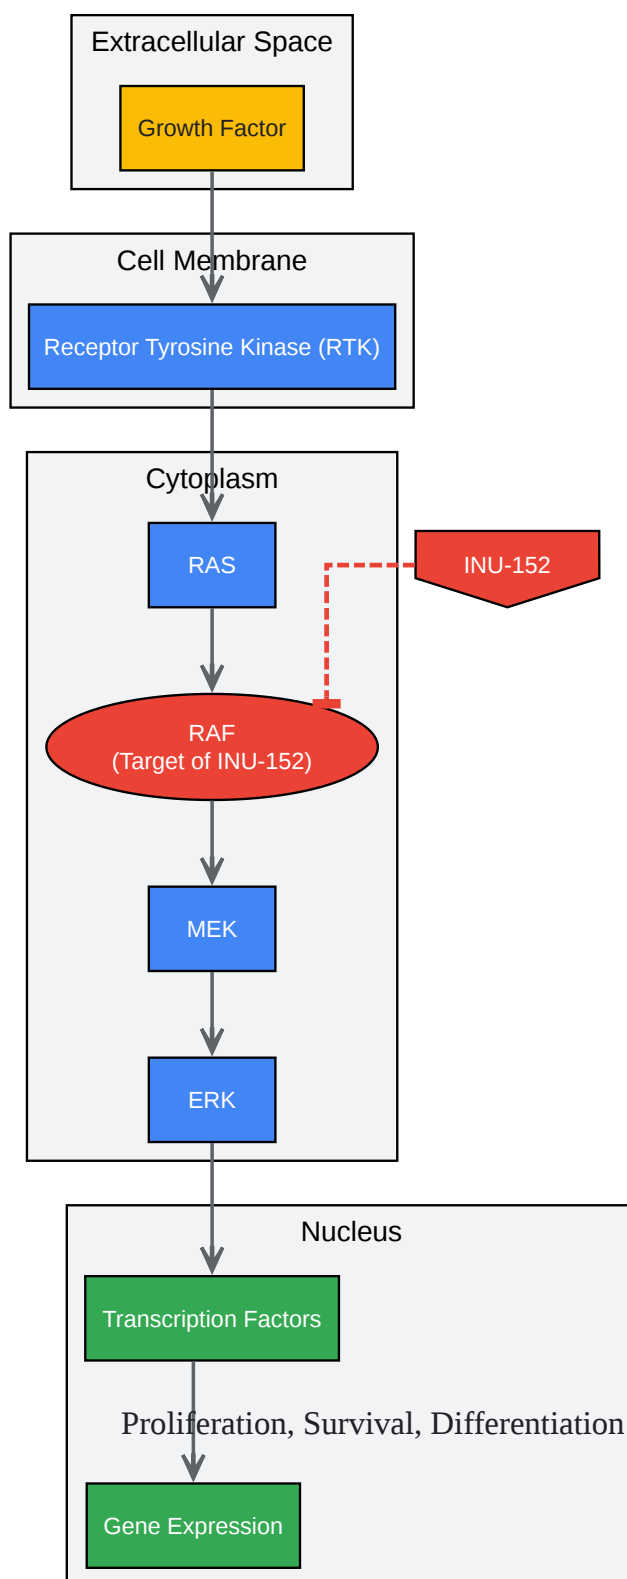 Extracellular Space
Growth Factor
Cell Membrane
Receptor Tyrosine Kinase (RTK)
Cytoplasm
RAS
INU-152
RAF
(Target of INU-152)
MEK
ERK
Nucleus
Transcription Factors
Proliferation, Survival, Differentiation
Gene Expression